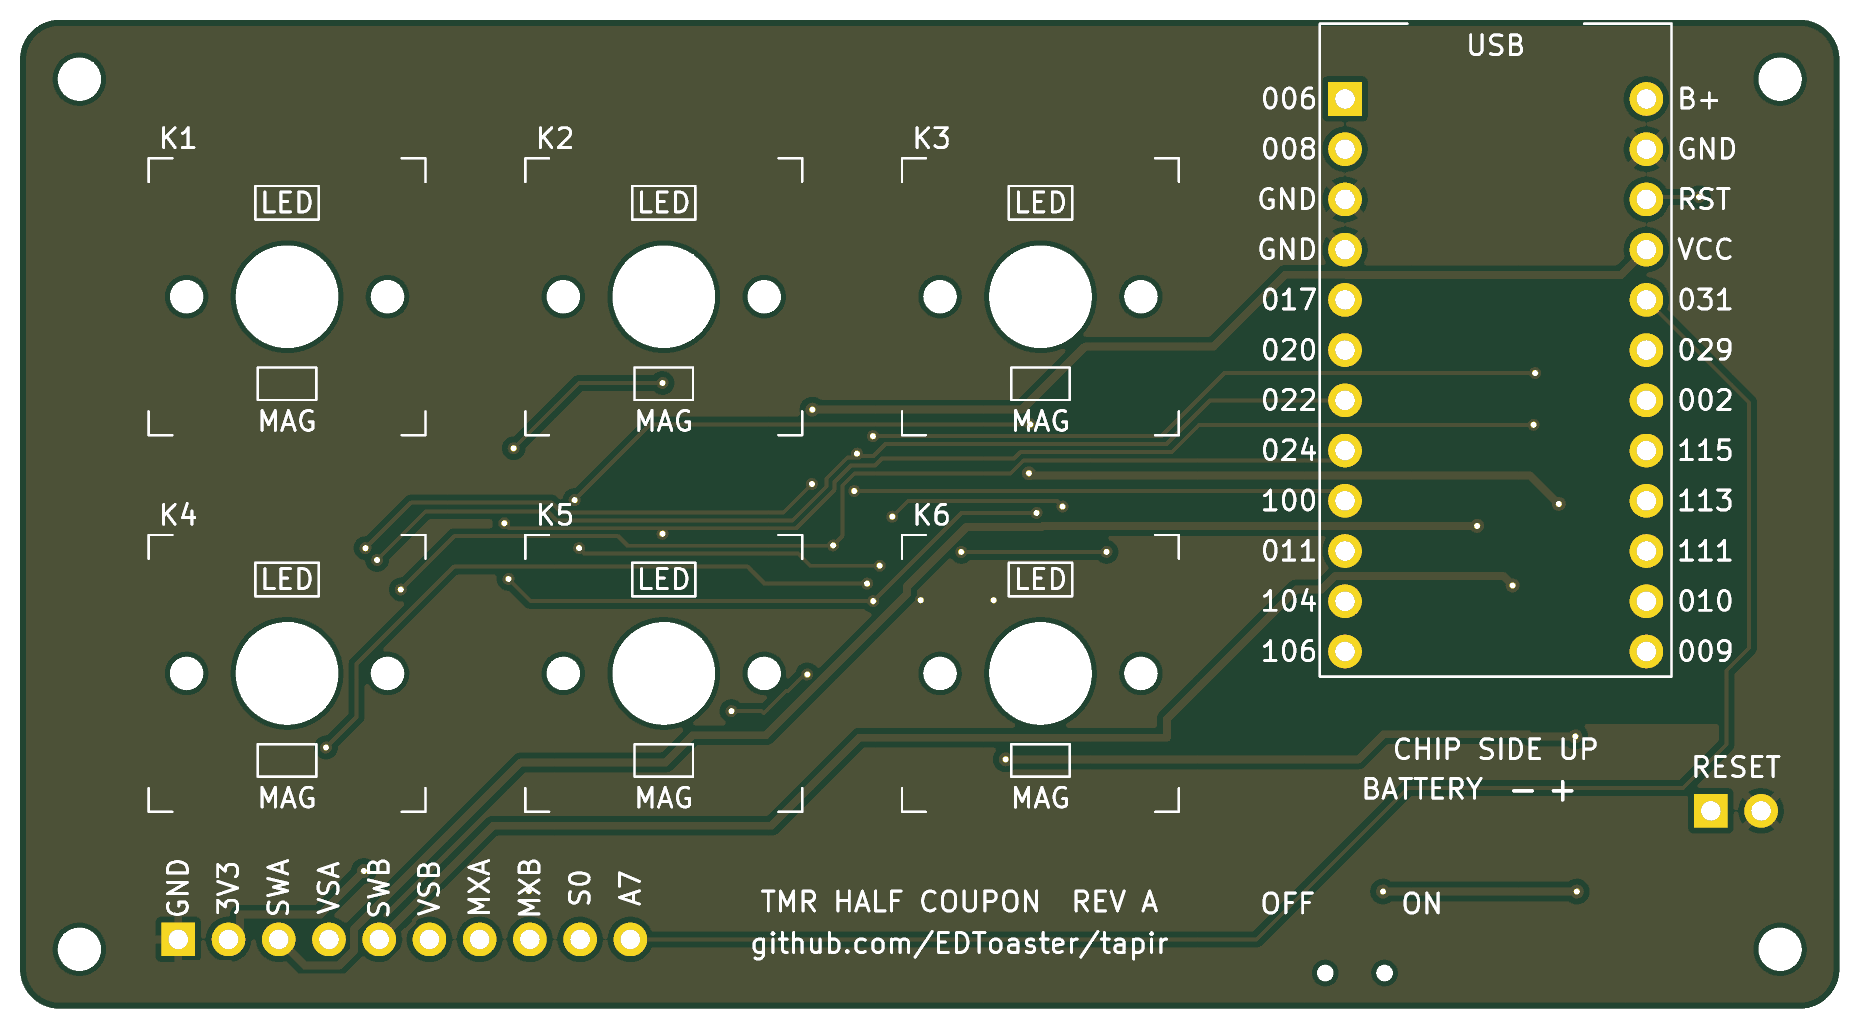 USB
006 B+
008 GND
GND RST
GND VCC
017 031
020 029
022 002
024 115
100 113
011 111
104 010
106 009
K1 K2 K3
LED LED LED
MAG MAG MAG
K4 K5 K6
LED LED LED
MAG MAG MAG
CHIP SIDE UP
BATTERY - +
RESET
GND
3V3
SWA
VSA
SWB
VSB
MXA
MXB
S0
A7
TMR HALF COUPON REV A
github.com/EDToaster/tapir
OFF ON